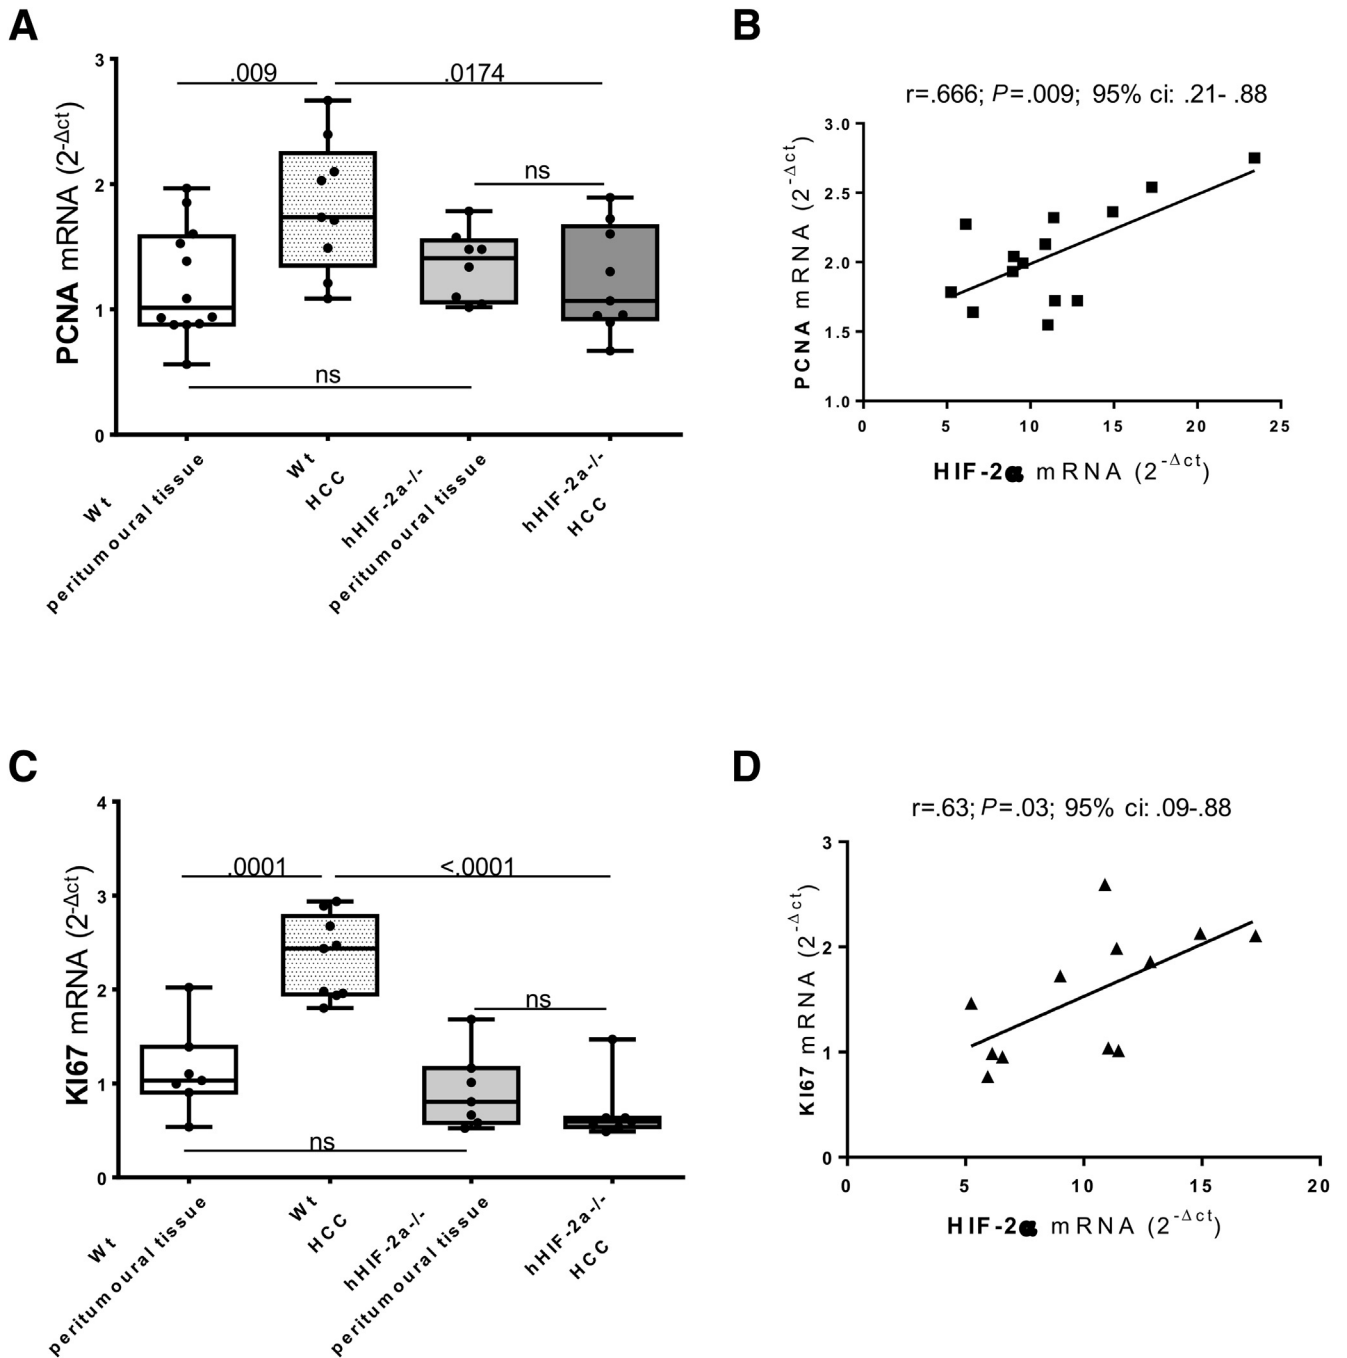 A
3
2
1
0
PCNA mRNA (2-Δct)
.009
.0174
ns
ns
Wt
peritumoural tissue
Wt
HCC
hHIF-2a-/-
peritumoural tissue
hHIF-2a-/-
HCC
B
r=.666; P=.009; 95% ci: .21- .88
3.0
2.5
2.0
1.5
1.0
PCNA mRNA (2-Δct)
0 5 10 15 20 25
HIF-2α mRNA (2-Δct)
C
4
3
2
1
0
KI67 mRNA (2-Δct)
.0001
<.0001
ns
ns
Wt
peritumoural tissue
Wt
HCC
hHIF-2a-/-
peritumoural tissue
hHIF-2a-/-
HCC
D
r=.63; P=.03; 95% ci: .09-.88
3
2
1
0
KI67 mRNA (2-Δct)
0 5 10 15 20
HIF-2α mRNA (2-Δct)